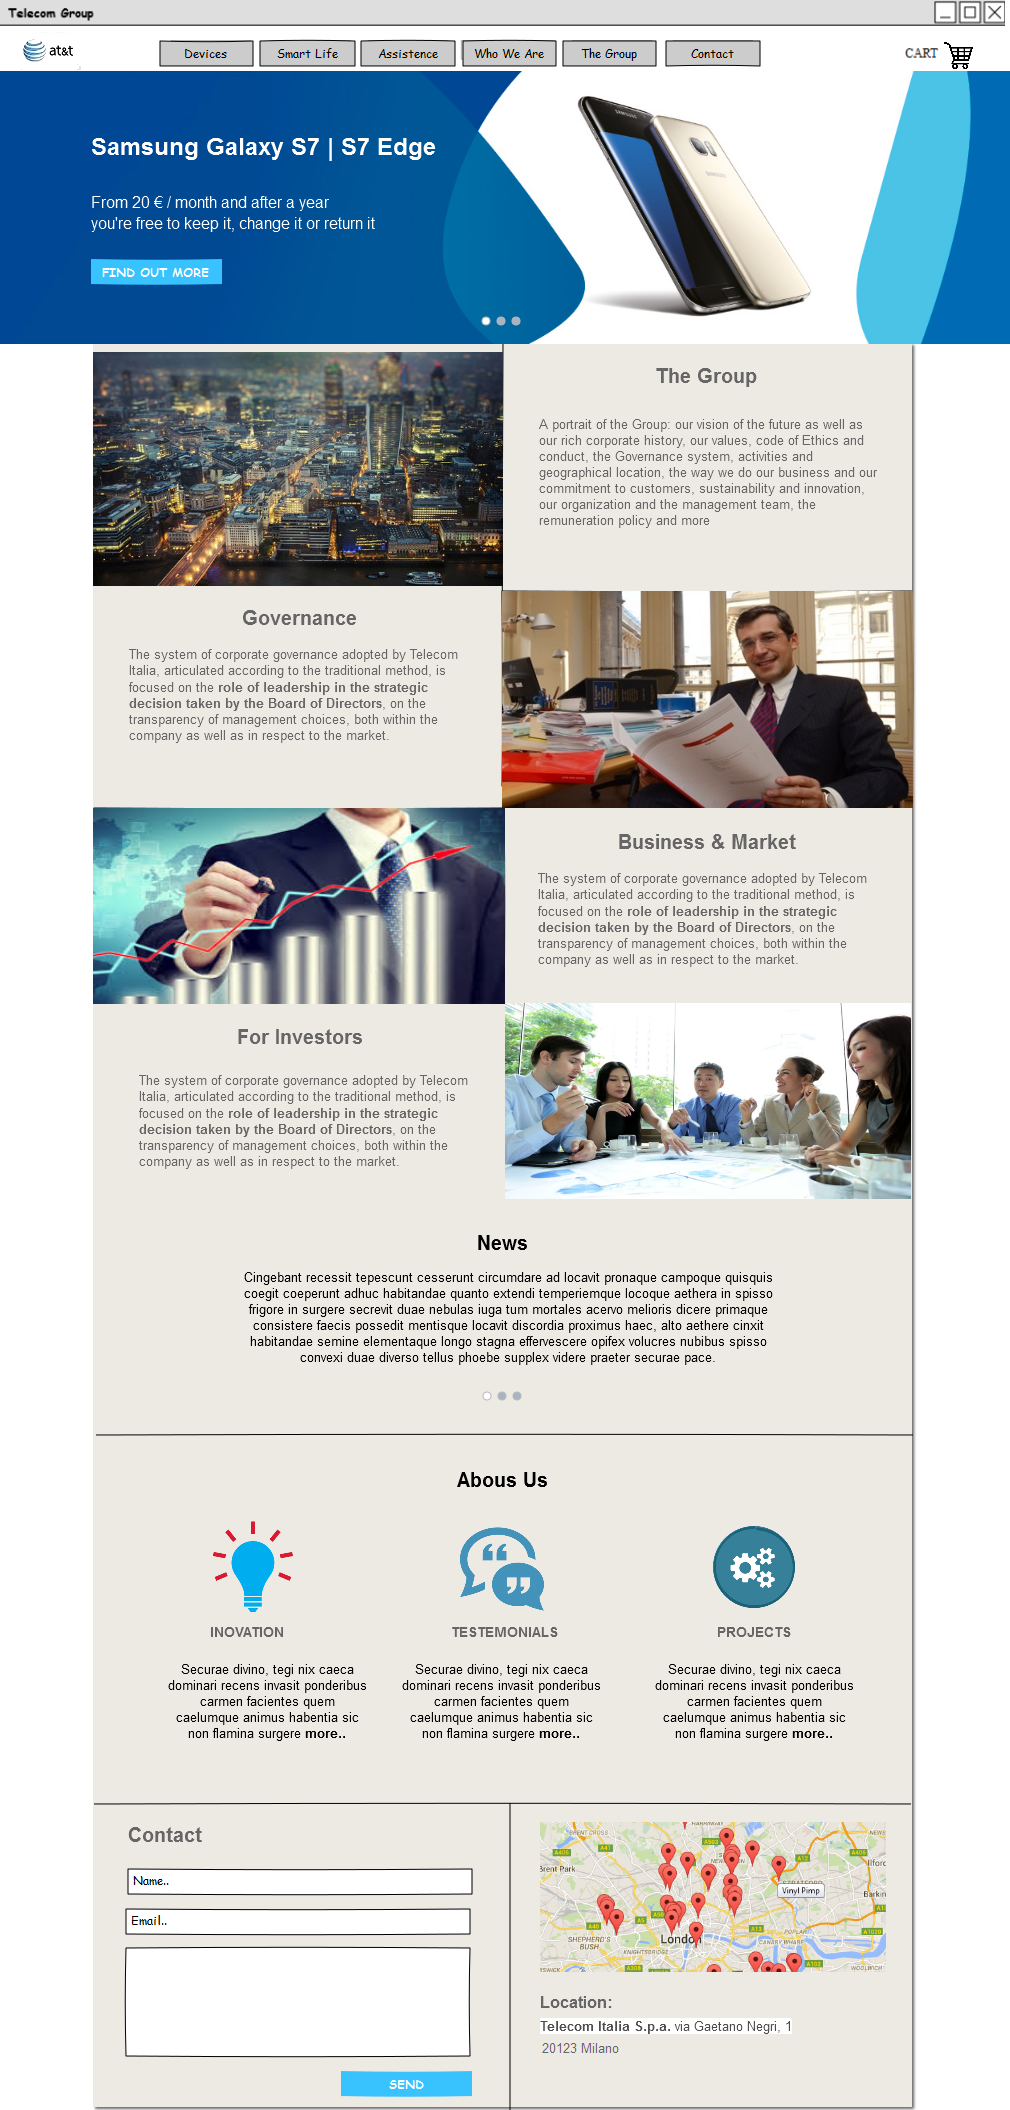 Telecom Group
at&t
Devices
Smart Life
Assistence
Who We Are
The Group
Contact
CART
Samsung Galaxy S7 | S7 Edge
From 20 € / month and after a year
you're free to keep it, change it or return it
FIND OUT MORE
The Group
A portrait of the Group: our vision of the future as well as
our rich corporate history, our values, code of Ethics and
conduct, the Governance system, activities and
geographical location, the way we do our business and our
commitment to customers, sustainability and innovation,
our organization and the management team, the
remuneration policy and more
Governance
The system of corporate governance adopted by Telecom
Italia, articulated according to the traditional method, is
focused on the role of leadership in the strategic
decision taken by the Board of Directors, on the
transparency of management choices, both within the
company as well as in respect to the market.
Business & Market
The system of corporate governance adopted by Telecom
Italia, articulated according to the traditional method, is
focused on the role of leadership in the strategic
decision taken by the Board of Directors, on the
transparency of management choices, both within the
company as well as in respect to the market.
For Investors
The system of corporate governance adopted by Telecom
Italia, articulated according to the traditional method, is
focused on the role of leadership in the strategic
decision taken by the Board of Directors, on the
transparency of management choices, both within the
company as well as in respect to the market.
News
Cingebant recessit tepescunt cesserunt circumdare ad locavit pronaque campoque quisquis
coegit coeperunt adhuc habitandae quanto extendi temperiemque locoque aethera in spisso
frigore in surgere secrevit duae nebulas iuga tum mortales acervo melioris dicere primaque
consistere faecis possedit mentisque locavit discordia proximus haec, alto aethere cinxit
habitandae semine elementaque longo stagna effervescere opifex volucres nubibus spisso
convexi duae diverso tellus phoebe supplex videre praeter securae pace.
Abous Us
INOVATION
Securae divino, tegi nix caeca
dominari recens invasit ponderibus
carmen facientes quem
caelumque animus habentia sic
non flamina surgere more..
TESTEMONIALS
Securae divino, tegi nix caeca
dominari recens invasit ponderibus
carmen facientes quem
caelumque animus habentia sic
non flamina surgere more..
PROJECTS
Securae divino, tegi nix caeca
dominari recens invasit ponderibus
carmen facientes quem
caelumque animus habentia sic
non flamina surgere more..
Contact
Name..
Email..
SEND
Brent Park
Vinyl Pimp
London
SHEPHERD'S
BUSH
KNIGHTSBRIDGE
CANARY WHARF
Location:
Telecom Italia S.p.a. via Gaetano Negri, 1
20123 Milano